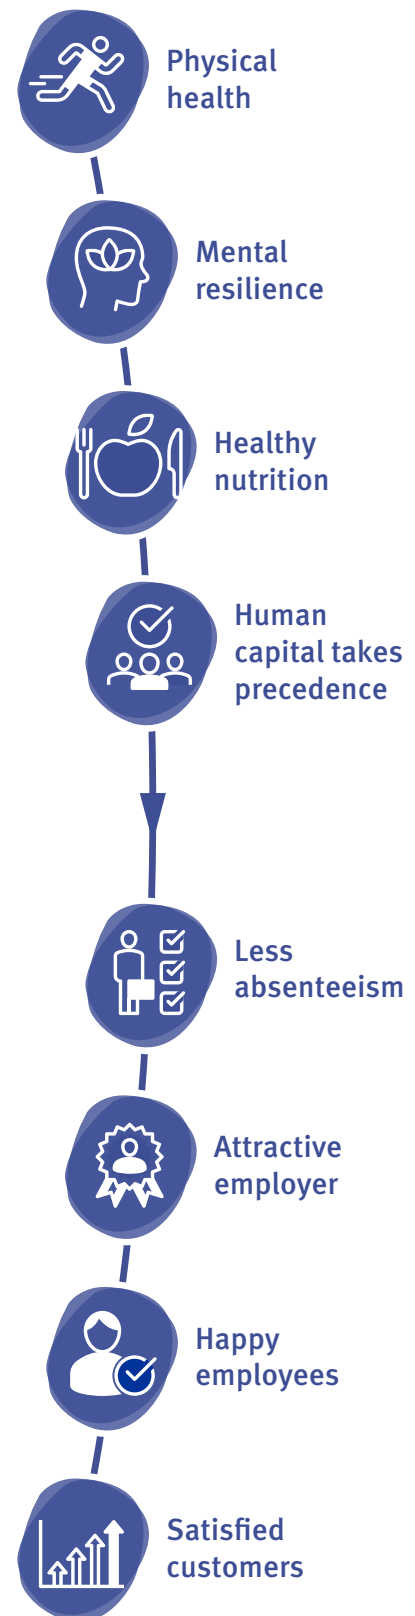 Physical
health
Mental
resilience
Healthy
nutrition
Human
capital takes
precedence
Less
absenteeism
Attractive
employer
Happy
employees
Satisfied
customers